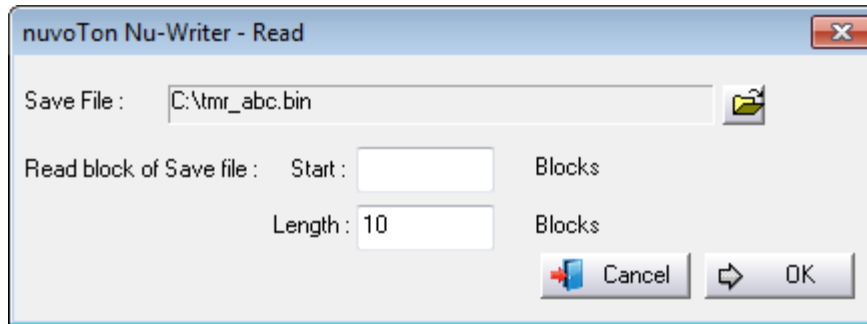 nuvoTon Nu-Writer - Read
Save File : C:\tmr_abc.bin
Read block of Save file : Start : Blocks
Length : 10 Blocks
Cancel OK